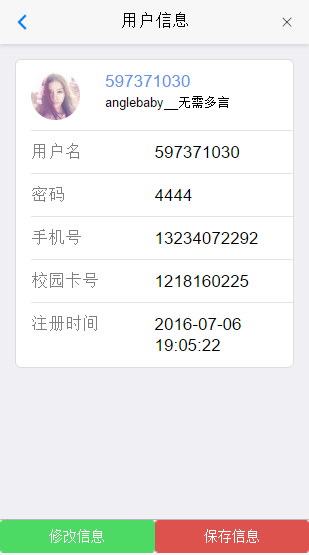 用户信息
597371030
anglebaby__无需多言
用户名 597371030
密码 4444
手机号 13234072292
校园卡号 1218160225
注册时间 2016-07-06
19:05:22
修改信息 保存信息